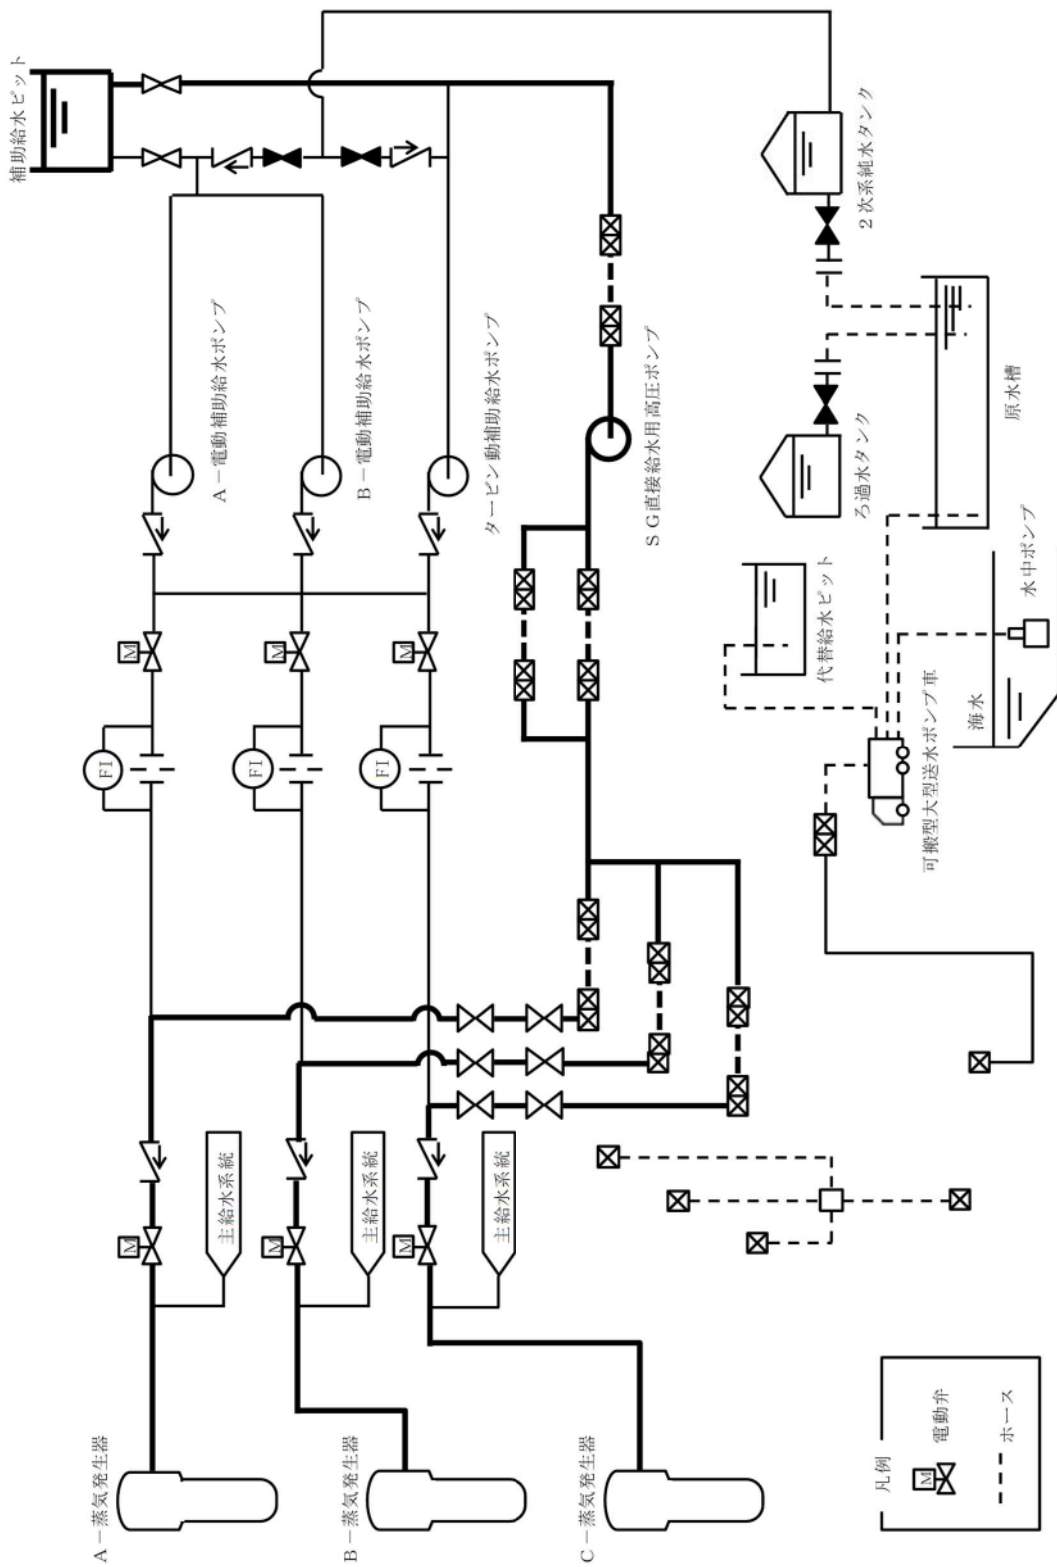 A－蒸気発生器
B－蒸気発生器
C－蒸気発生器
主給水系統
主給水系統
主給水系統
M
M
M
FI
FI
FI
M
M
M
A－電動補助給水ポンプ
B－電動補助給水ポンプ
タービン動補助給水ポンプ
SG直接給水用高圧ポンプ
補助給水ピット
2次系純水タンク
ろ過水タンク
原水槽
代替給水ピット
海水
水中ポンプ
可搬型大型送水ポンプ車
凡例
M
電動弁
ホース